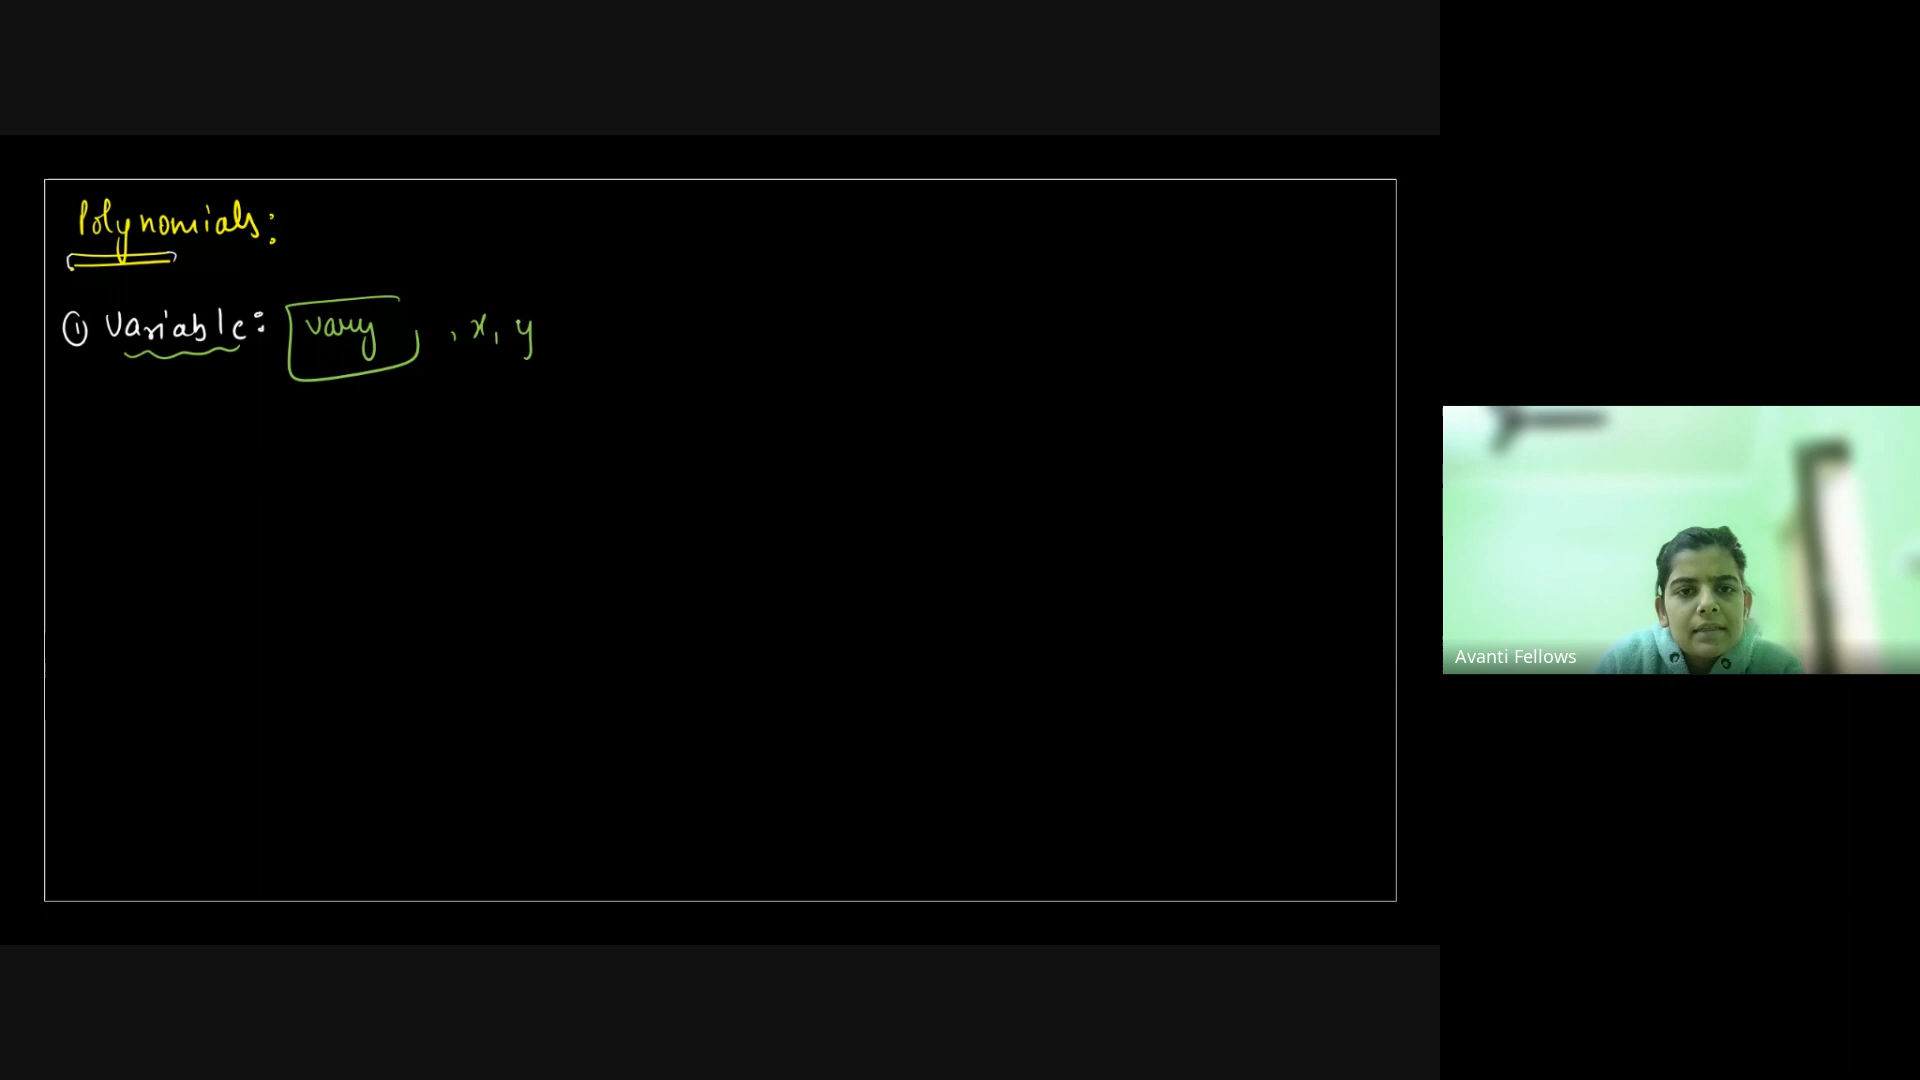 Polynomials:
① Variable: vary , x, y
Avanti Fellows